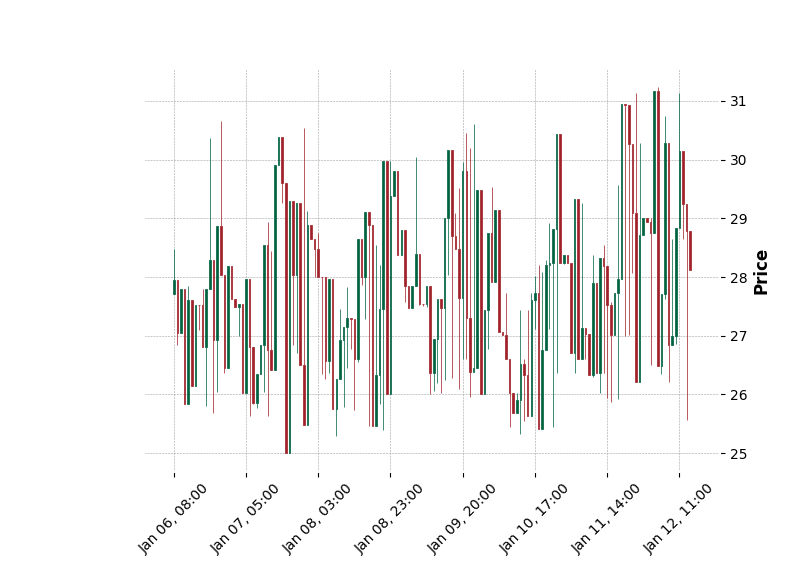 31
30
29
28
27
26
25
Price
Jan 06, 08:00
Jan 07, 05:00
Jan 08, 03:00
Jan 08, 23:00
Jan 09, 20:00
Jan 10, 17:00
Jan 11, 14:00
Jan 12, 11:00